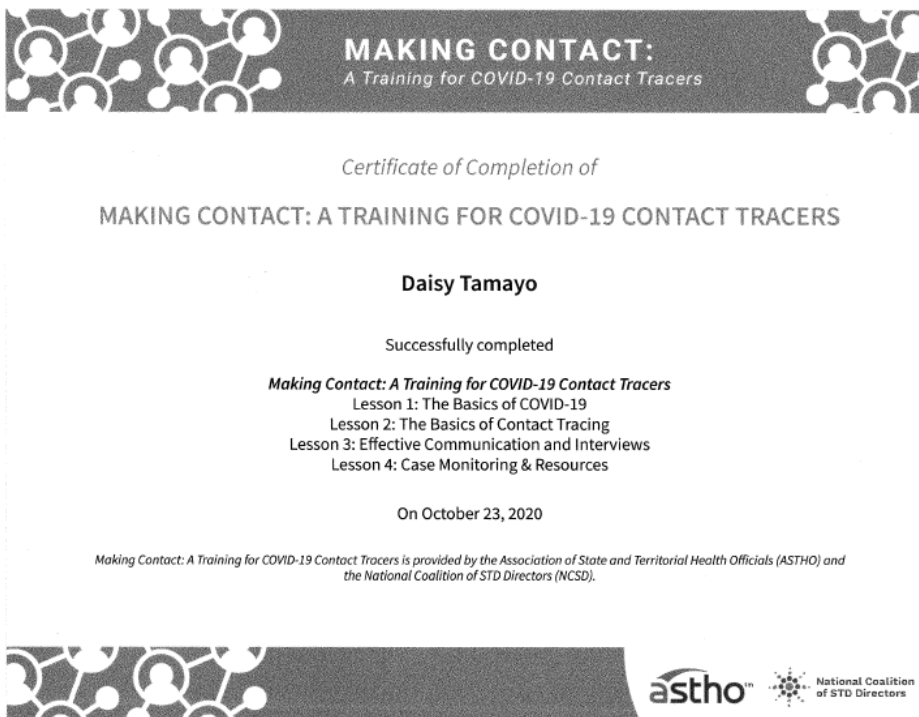 MAKING CONTACT:
A Training for COVID-19 Contact Tracers
Certificate of Completion of
MAKING CONTACT: A TRAINING FOR COVID-19 CONTACT TRACERS
Daisy Tamayo
Successfully completed
Making Contact: A Training for COVID-19 Contact Tracers
Lesson 1: The Basics of COVID-19
Lesson 2: The Basics of Contact Tracing
Lesson 3: Effective Communication and Interviews
Lesson 4: Case Monitoring & Resources
On October 23, 2020
Making Contact: A Training for COVID-19 Contact Tracers is provided by the Association of State and Territorial Health Officials (ASTHO) and
the National Coalition of STD Directors (NCSD).
astho™
National Coalition
of STD Directors